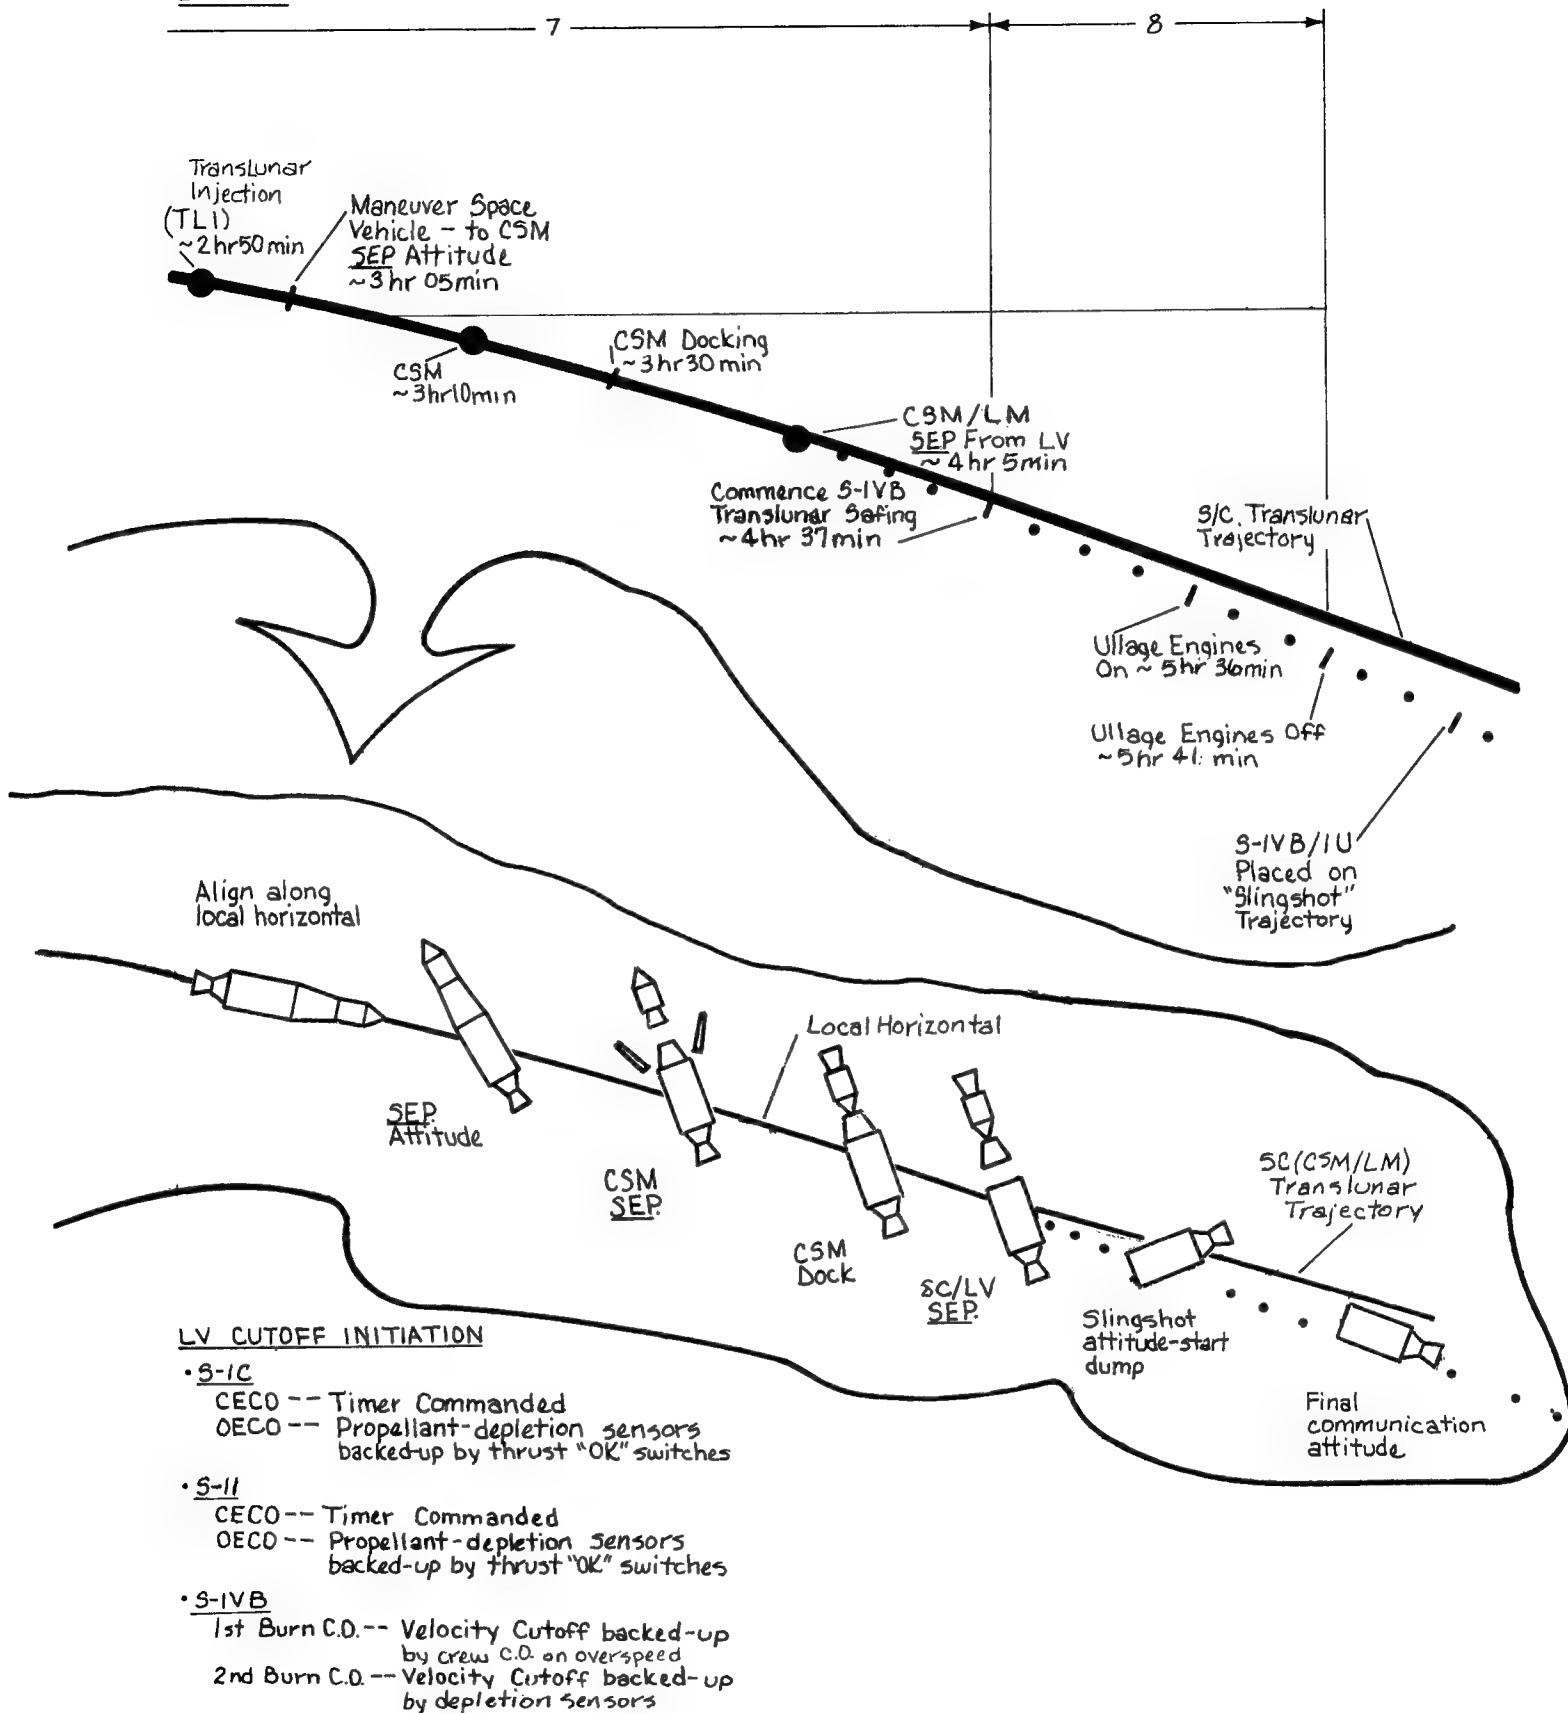 7
8
Translunar
Injection
(TLI)
~2hr50min
Maneuver Space
Vehicle - to CSM
SEP Attitude
~3hr 05min
CSM
~3hr10min
CSM Docking
~3hr30min
CSM/LM
SEP From LV
~4hr 5min
Commence S-IVB
Translunar Safing
~4hr 37min
S/C. Translunar
Trajectory
Ullage Engines
On ~ 5hr 36min
Ullage Engines Off
~5hr 41: min
S-IVB/IU
Placed on
"Slingshot"
Trajectory
Align along
local horizontal
SEP.
Attitude
CSM
SEP.
Local Horizontal
CSM
Dock
SC/LV
SEP.
Slingshot
attitude-start
dump
SC(CSM/LM)
Translunar
Trajectory
Final
communication
attitude
LV CUTOFF INITIATION
• S-IC
CECO -- Timer Commanded
OECO -- Propellant-depletion sensors
backed-up by thrust "OK" switches
• S-II
CECO -- Timer Commanded
OECO -- Propellant-depletion sensors
backed-up by thrust "OK" switches
• S-IVB
1st Burn C.O. -- Velocity Cutoff backed-up
by crew C.O. on overspeed
2nd Burn C.O. -- Velocity Cutoff backed-up
by depletion sensors